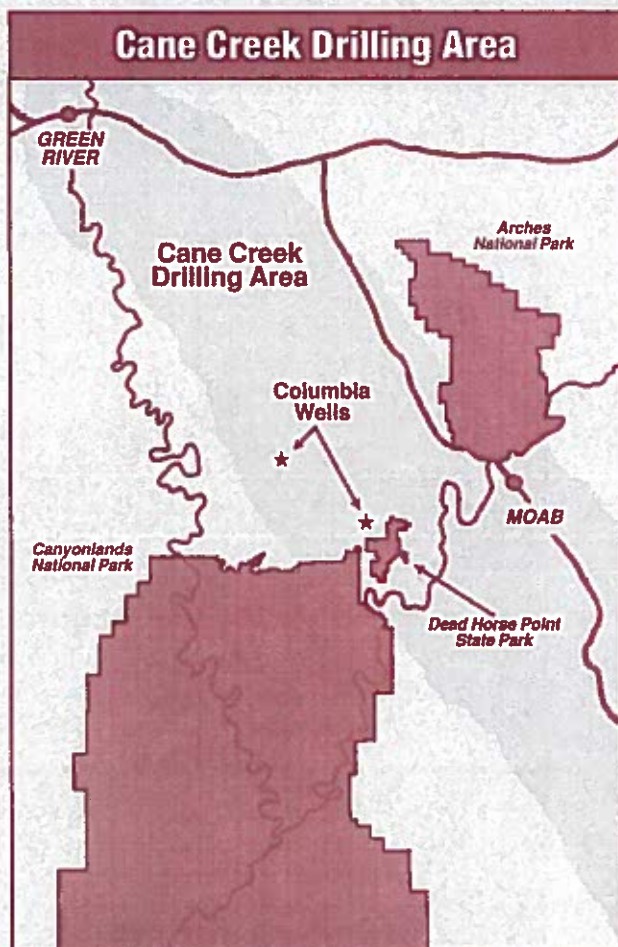 Cane Creek Drilling Area
GREEN
RIVER
Arches
National Park
Cane Creek
Drilling Area
Columbia
Wells
MOAB
Canyonlands
National Park
Dead Horse Point
State Park